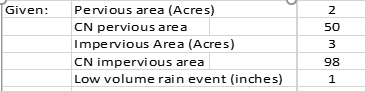 Given: Pervious area (Acres) 2
CN pervious area 50
Impervious Area (Acres) 3
CN impervious area 98
Low volume rain event (inches) 1